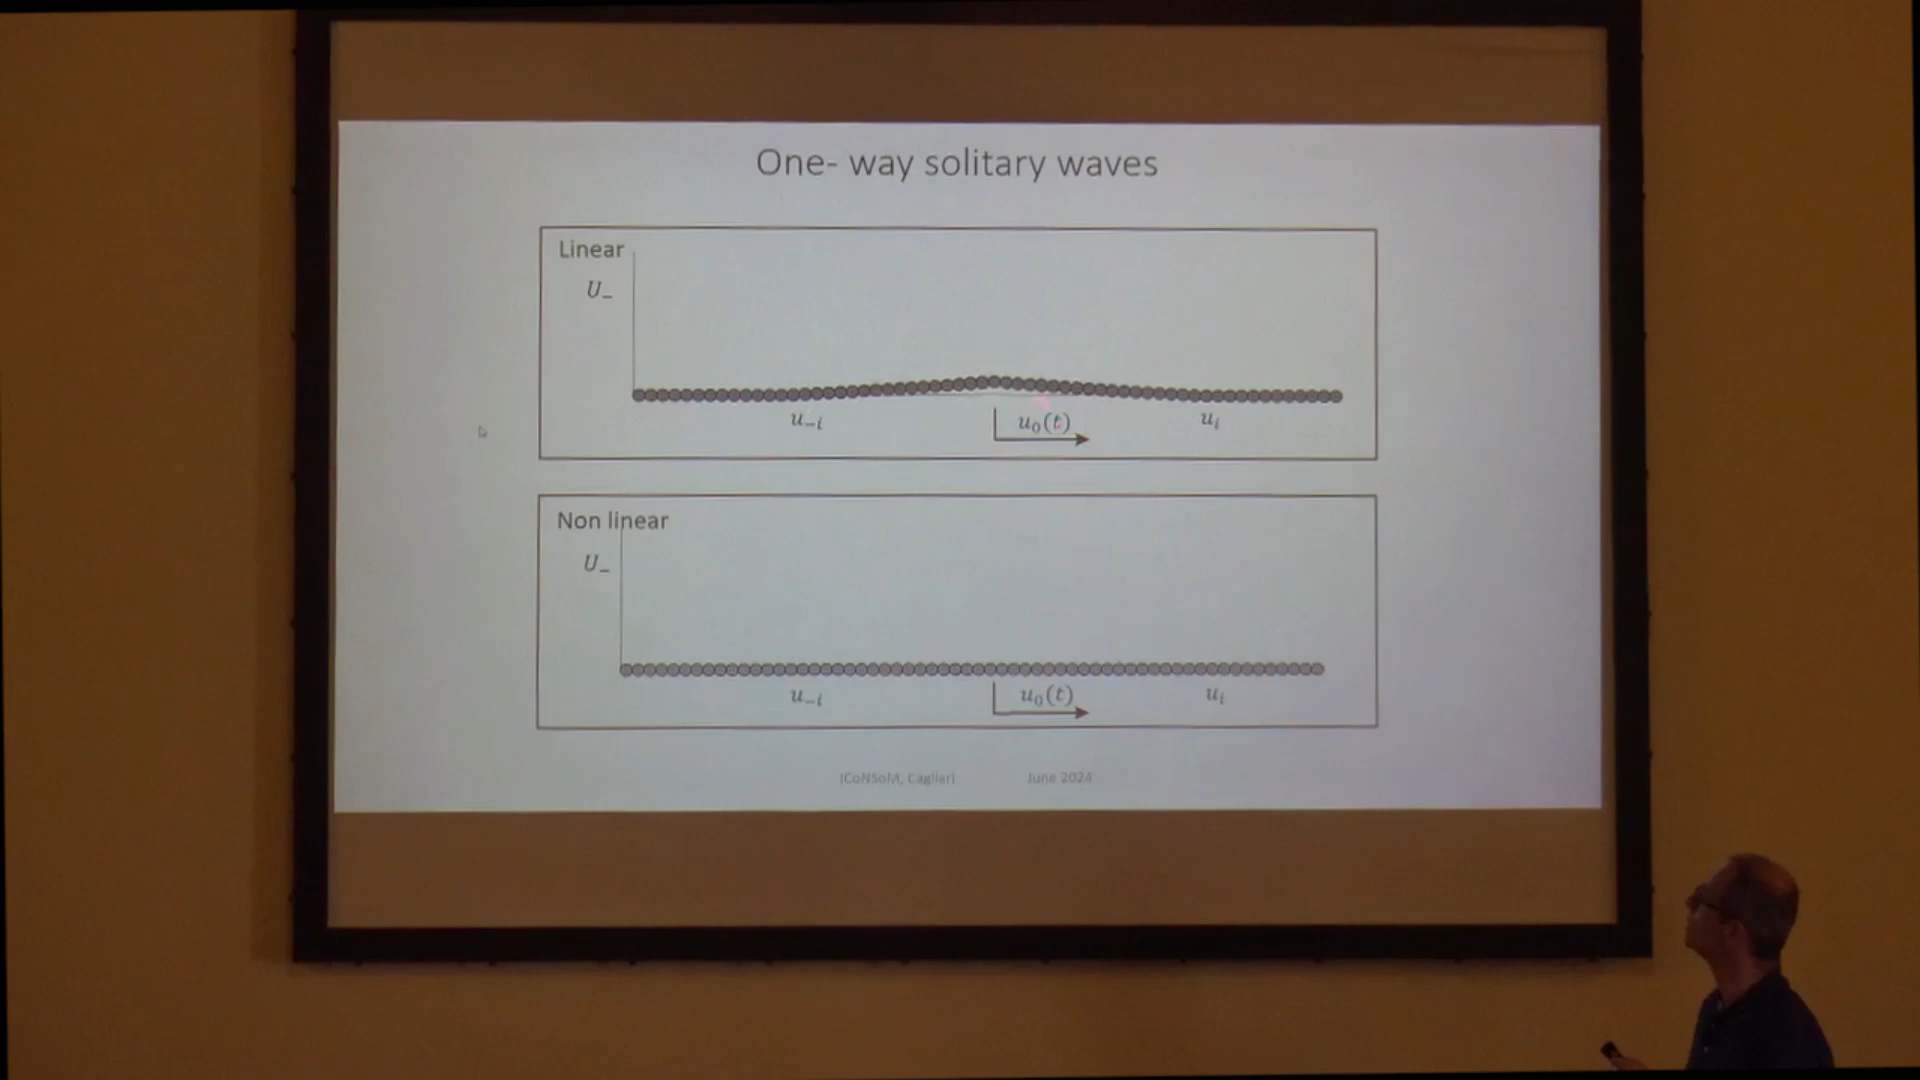 One- way solitary waves
Linear
U_
u_{-i}
u_0(t)
u_i
Non linear
U_
u_{-i}
u_0(t)
u_i
ICoNSoM, Cagliari
June 2024